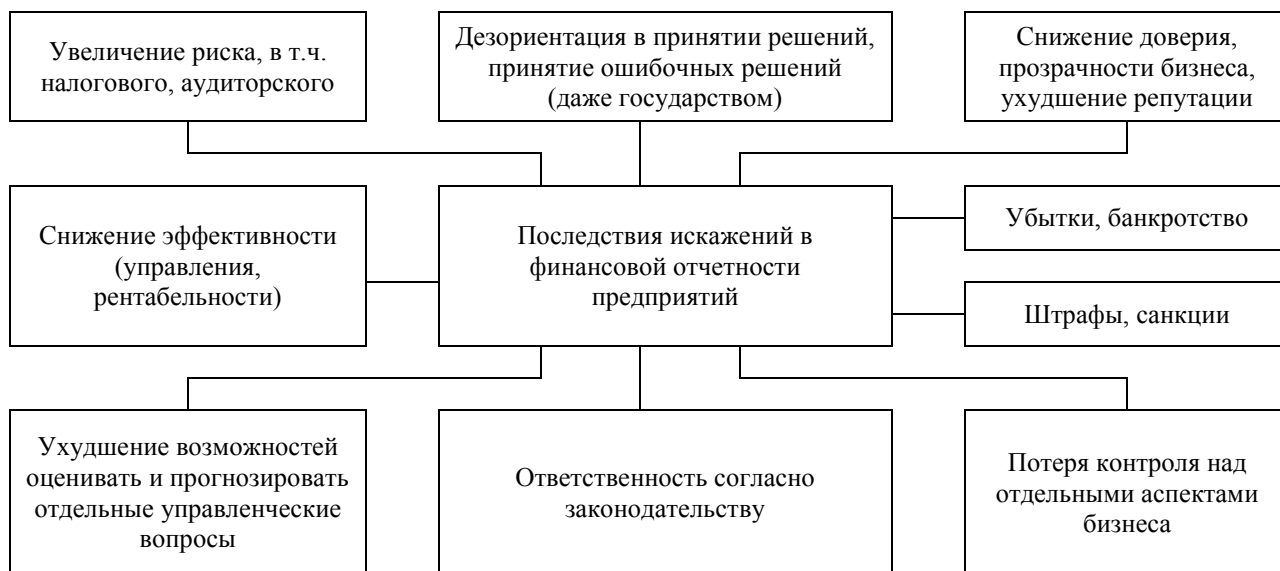 Увеличение риска, в т.ч.
налогового, аудиторского
Дезориентация в принятии решений,
принятие ошибочных решений
(даже государством)
Снижение доверия,
прозрачности бизнеса,
ухудшение репутации
Снижение эффективности
(управления,
рентабельности)
Последствия искажений в
финансовой отчетности
предприятий
Убытки, банкротство
Штрафы, санкции
Ухудшение возможностей
оценивать и прогнозировать
отдельные управленческие
вопросы
Ответственность согласно
законодательству
Потеря контроля над
отдельными аспектами
бизнеса